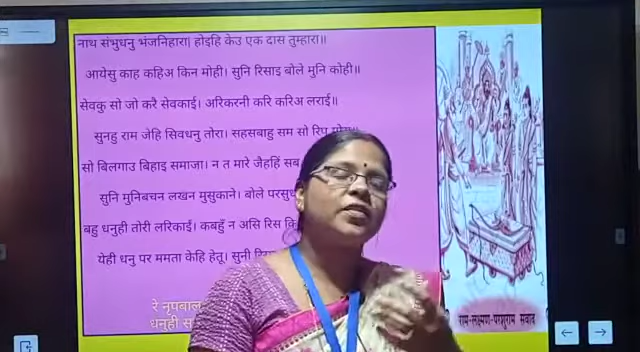 नाथ संभुधनु भंजनिहारा। होइहि केउ एक दास तुम्हारा॥
आयेसु काह कहिअ किन मोही। सुनि रिसाइ बोले मुनि कोही॥
सेवकु सो जो करै सेवकाई। अरिकरनी करि करिअ लराई॥
सुनहु राम जेहि सिवधनु तोरा। सहसबाहु सम सो रिपु
सो बिलगाउ बिहाइ समाजा। न त मारे जैहहिं सब
सुनि मुनिबचन लखन मुसुकाने। बोले
बहु धनुही तोरी लरिकाईं। कबहुँ न असि रिस
येही धनु पर ममता केहि हेतू। सुनी
रे नृपबाल
धनुही
राम-लक्ष्मण-परशुराम संवाद